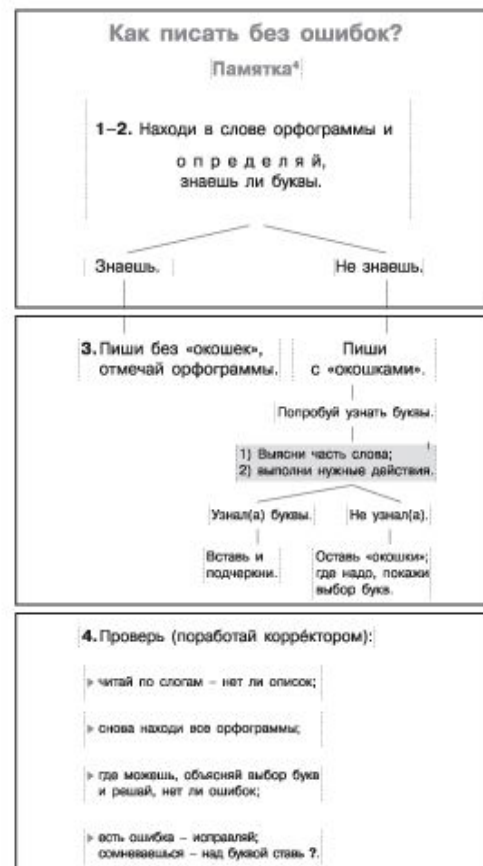 Как писать без ошибок?
Памятка⁴
1–2. Находи в слове орфограммы и
о п р е д е л я й,
знаешь ли буквы.
Знаешь.
Не знаешь.
3. Пиши без «окошек»,
отмечай орфограммы.
Пиши
с «окошками».
Попробуй узнать буквы.
1) Выясни часть слова;
2) выполни нужные действия.
Узнал(а) буквы.
Не узнал(а).
Вставь и
подчеркни.
Оставь «окошки»;
где надо, покажи
выбор букв.
4. Проверь (поработай корре́ктором):
читай по слогам – нет ли описок;
снова находи все орфограммы;
где можешь, объясняй выбор букв
и решай, нет ли ошибок;
есть ошибка – исправляй;
сомневаешься – над буквой ставь ?.